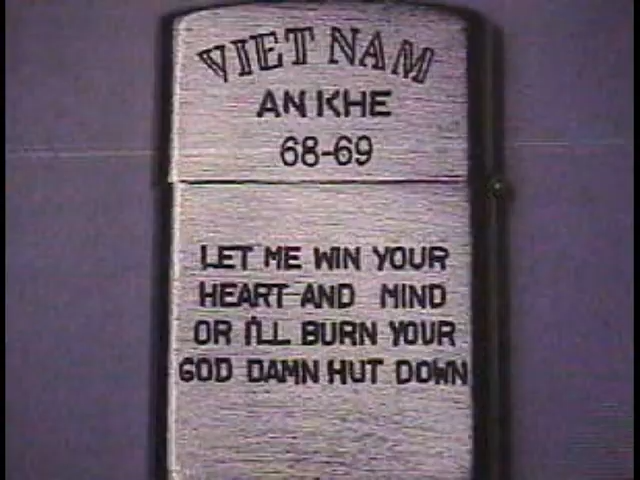 VIET NAM
AN KHE
68-69
LET ME WIN YOUR
HEART AND MIND
OR I'LL BURN YOUR
GOD DAMN HUT DOWN